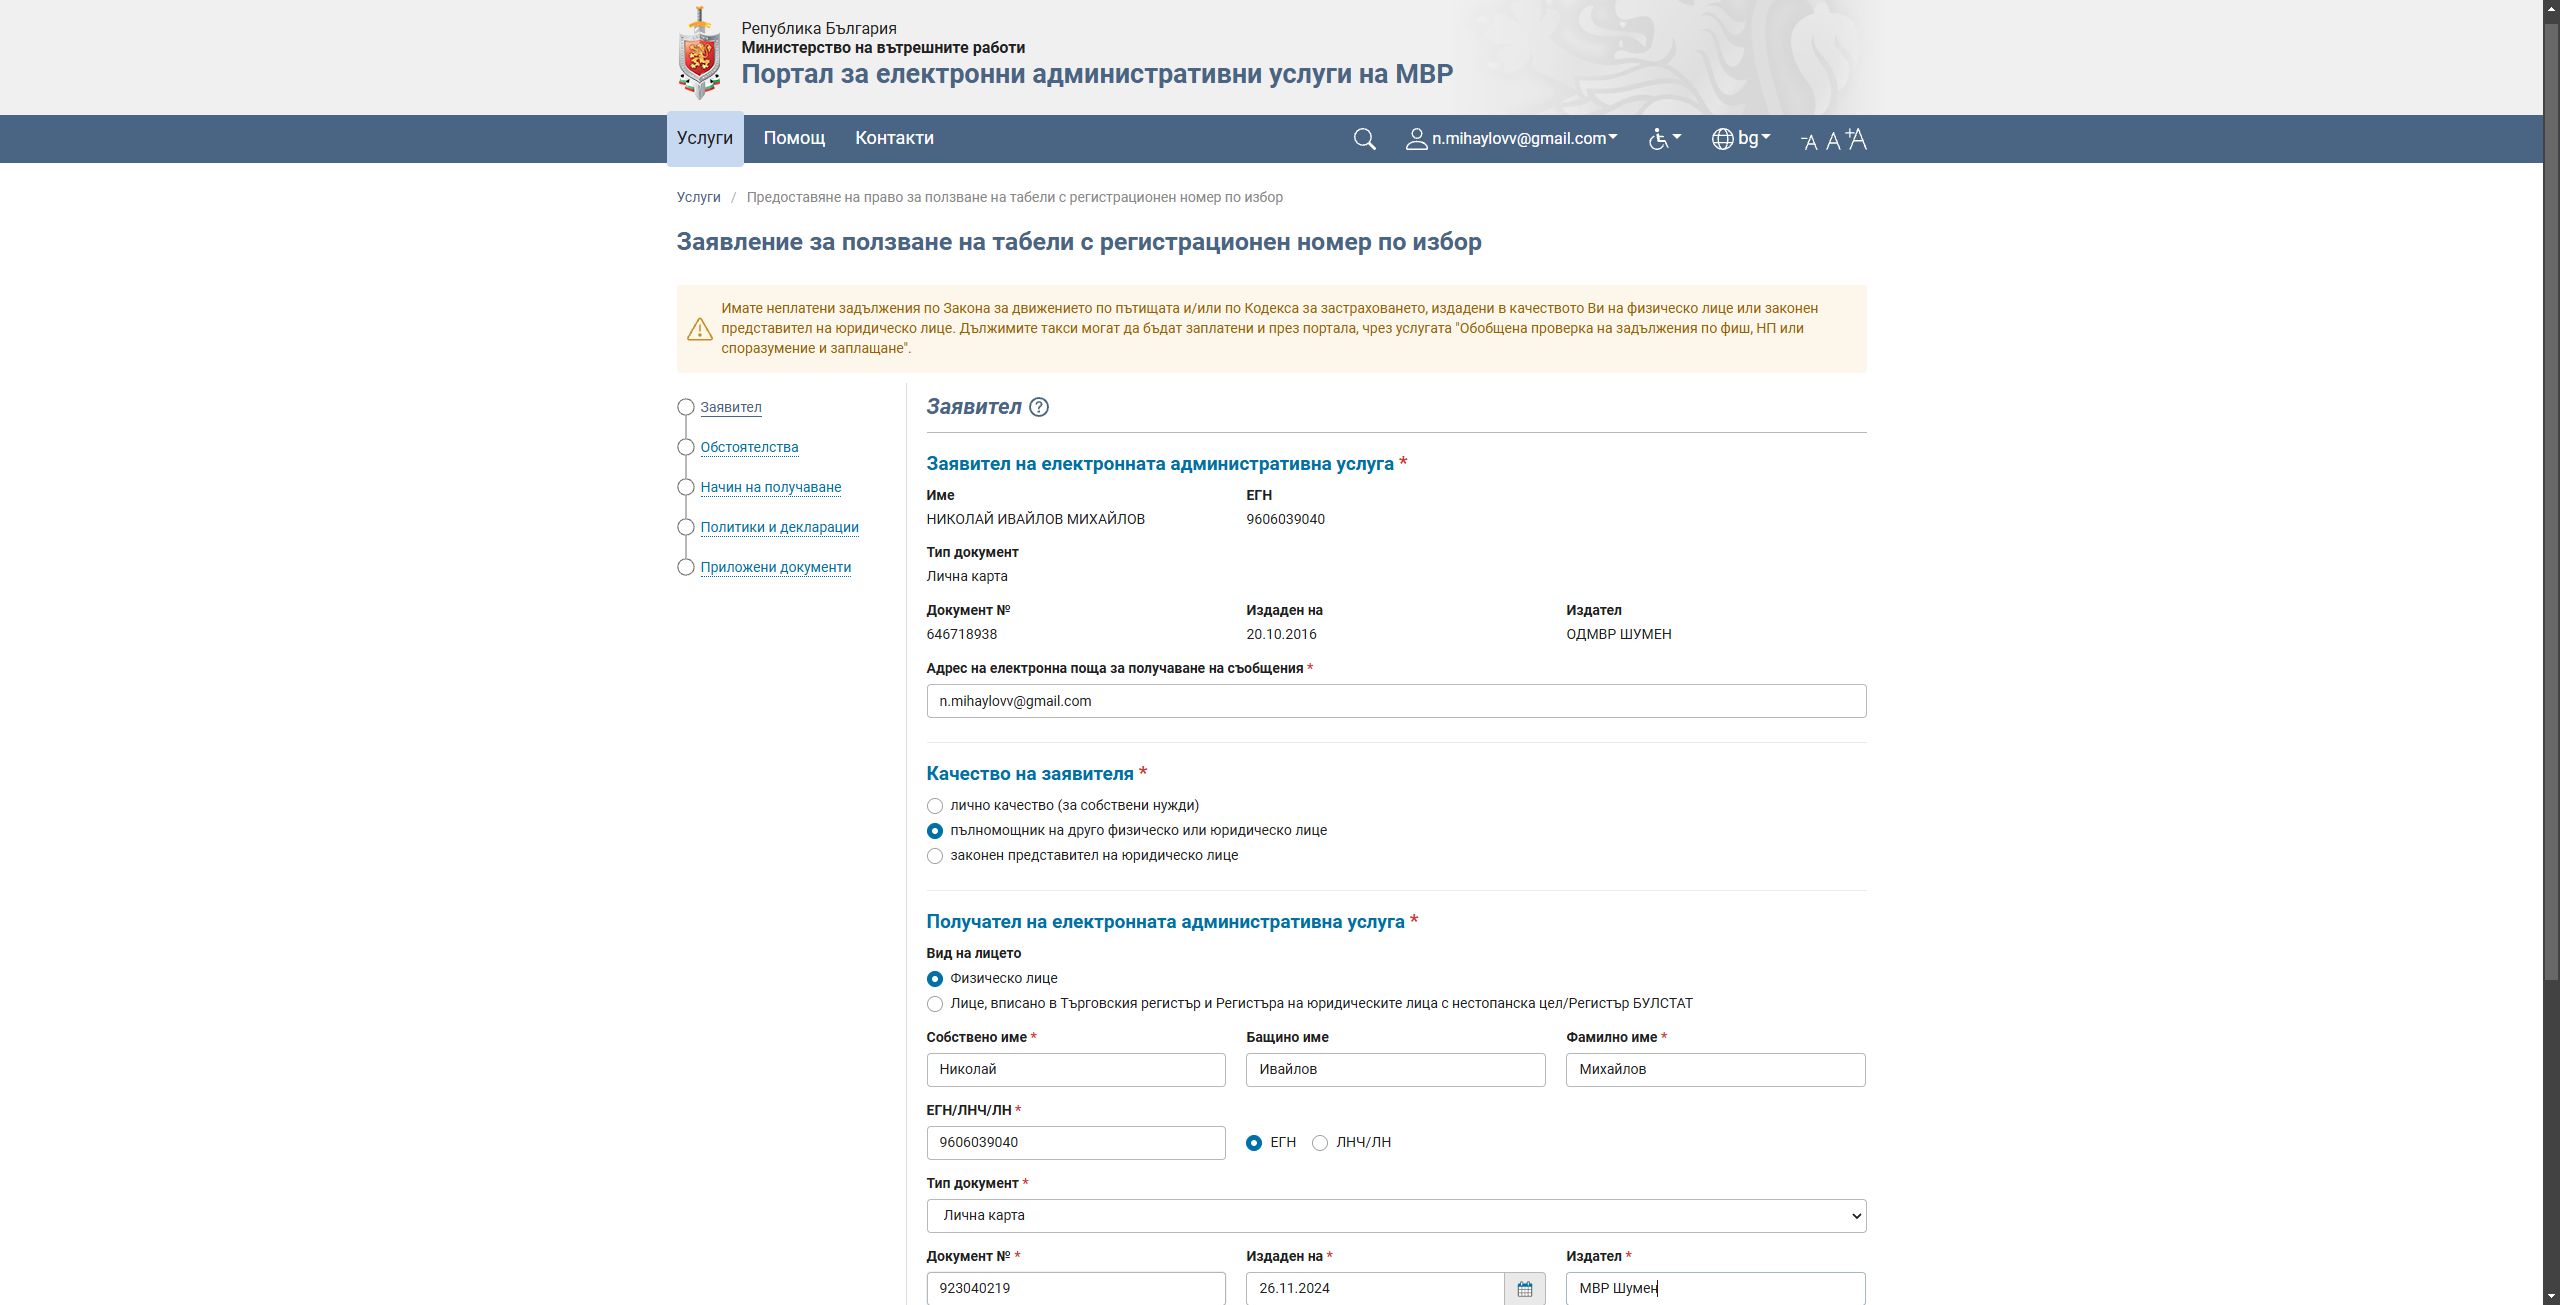 Република България
Министерство на вътрешните работи
Портал за електронни административни услуги на МВР
Услуги Помощ Контакти n.mihaylovv@gmail.com bg -A A +A
Услуги / Предоставяне на право за ползване на табели с регистрационен номер по избор
Заявление за ползване на табели с регистрационен номер по избор
Имате неплатени задължения по Закона за движението по пътищата и/или по Кодекса за застраховането, издадени в качеството Ви на физическо лице или законен
представител на юридическо лице. Дължимите такси могат да бъдат заплатени и през портала, чрез услугата "Обобщена проверка на задължения по фиш, НП или
споразумение и заплащане".
Заявител
Обстоятелства
Начин на получаване
Политики и декларации
Приложени документи
Заявител ?
Заявител на електронната административна услуга *
Име ЕГН
НИКОЛАЙ ИВАЙЛОВ МИХАЙЛОВ 9606039040
Тип документ
Лична карта
Документ № Издаден на Издател
646718938 20.10.2016 ОДМВР ШУМЕН
Адрес на електронна поща за получаване на съобщения *
n.mihaylovv@gmail.com
Качество на заявителя *
лично качество (за собствени нужди)
пълномощник на друго физическо или юридическо лице
законен представител на юридическо лице
Получател на електронната административна услуга *
Вид на лицето
Физическо лице
Лице, вписано в Търговския регистър и Регистъра на юридическите лица с нестопанска цел/Регистър БУЛСТАТ
Собствено име * Бащино име Фамилно име *
Николай Ивайлов Михайлов
ЕГН/ЛНЧ/ЛН *
9606039040 ЕГН ЛНЧ/ЛН
Тип документ *
Лична карта
Документ № * Издаден на * Издател *
923040219 26.11.2024 МВР Шумен